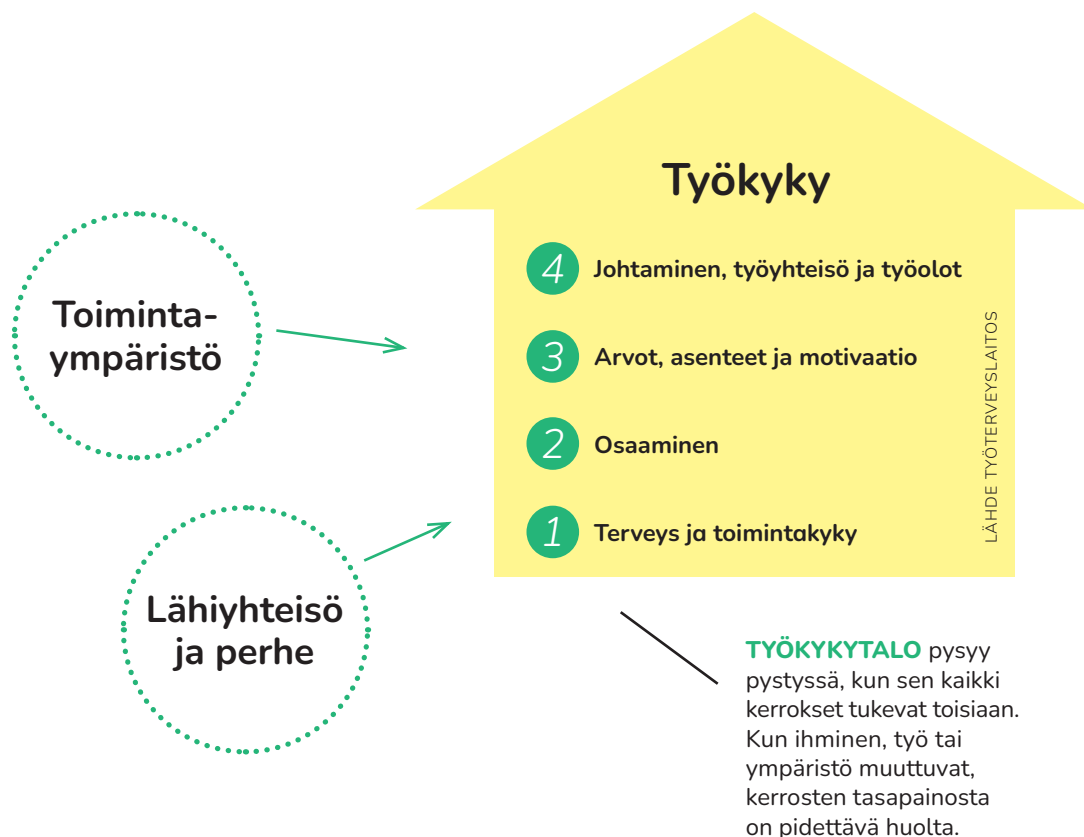 Työkyky
4 Johtaminen, työyhteisö ja työolot
3 Arvot, asenteet ja motivaatio
2 Osaaminen
1 Terveys ja toimintakyky
LÄHDE TYÖTERVEYSLAITOS
Toiminta-
ympäristö
Lähiyhteisö
ja perhe
TYÖKYKYTALO pysyy
pystyssä, kun sen kaikki
kerrokset tukevat toisiaan.
Kun ihminen, työ tai
ympäristö muuttuvat,
kerrosten tasapainosta
on pidettävä huolta.